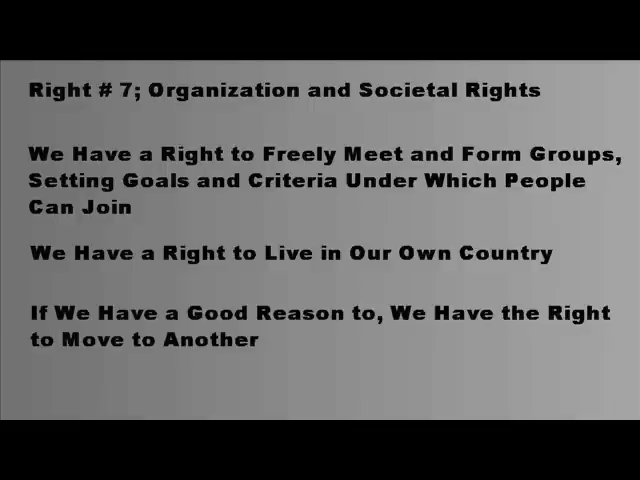 Right # 7; Organization and Societal Rights
We Have a Right to Freely Meet and Form Groups,
Setting Goals and Criteria Under Which People
Can Join
We Have a Right to Live in Our Own Country
If We Have a Good Reason to, We Have the Right
to Move to Another